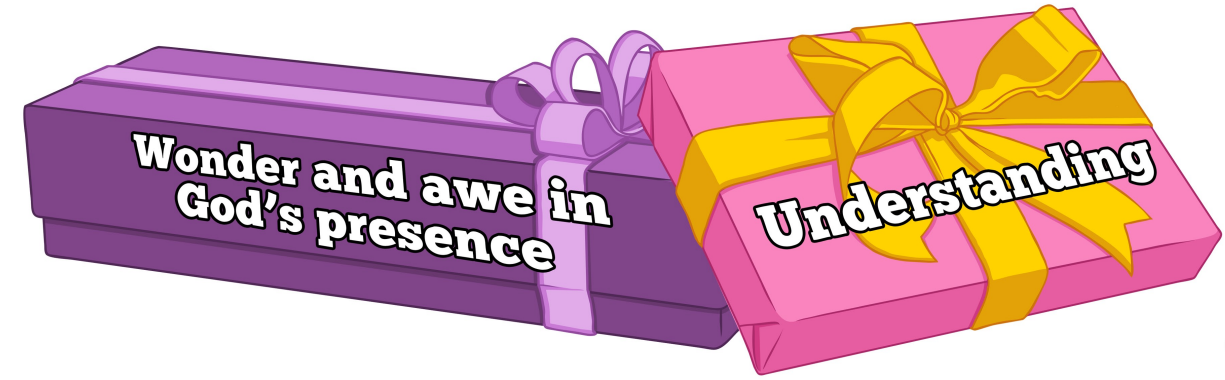 Wonder and awe in
God's presence
Understanding